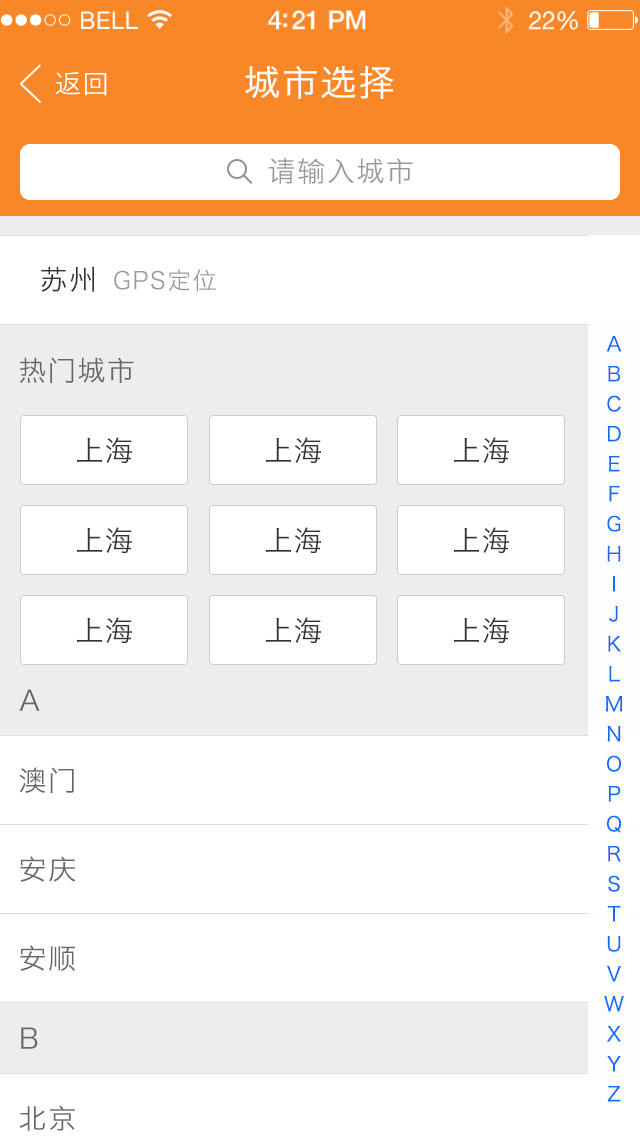 BELL 4:21 PM 22%
返回 城市选择
请输入城市
苏州 GPS定位
热门城市
上海 上海 上海
上海 上海 上海
上海 上海 上海
A
澳门
安庆
安顺
B
北京
A
B
C
D
E
F
G
H
I
J
K
L
M
N
O
P
Q
R
S
T
U
V
W
X
Y
Z